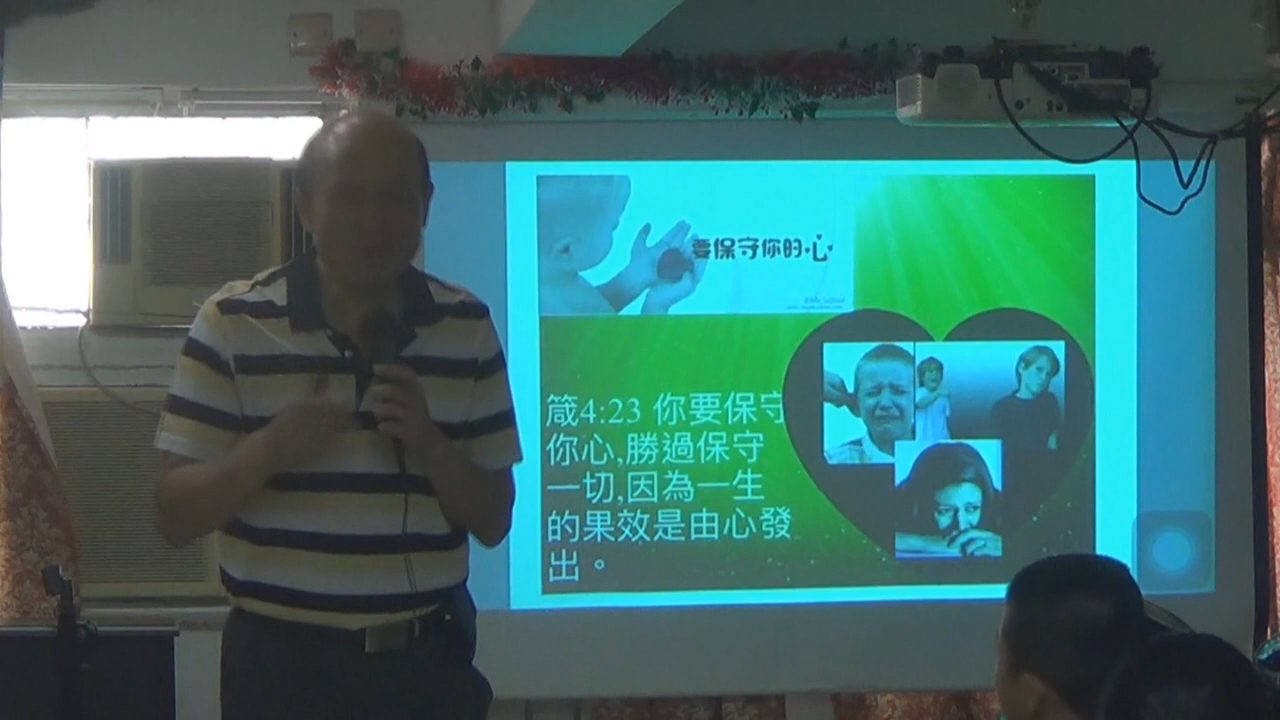 要保守你的心
箴4:23 你要保守
你心,勝過保守
一切,因為一生
的果效是由心發
出。